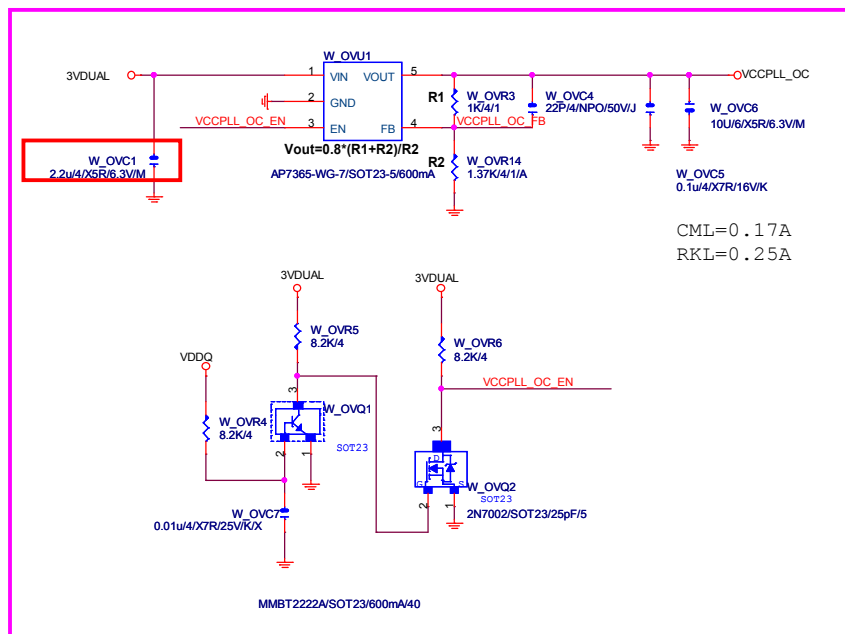 W_OVU1
3VDUAL
1
VIN
VOUT
5
VCCPLL_OC
2
GND
R1
W_OVR3
1K/4/1
W_OVC4
22P/4/NPO/50V/J
W_OVC6
10U/6/X5R/6.3V/M
VCCPLL_OC_EN
3
EN
FB
4
VCCPLL_OC_FB
Vout=0.8*(R1+R2)/R2
R2
W_OVR14
1.37K/4/1/A
W_OVC1
2.2u/4/X5R/6.3V/M
AP7365-WG-7/SOT23-5/600mA
W_OVC5
0.1u/4/X7R/16V/K
CML=0.17A
RKL=0.25A
3VDUAL
3VDUAL
W_OVR5
8.2K/4
W_OVR6
8.2K/4
VDDQ
VCCPLL_OC_EN
3
W_OVQ1
W_OVR4
8.2K/4
SOT23
2
1
3
D
G
S
W_OVQ2
SOT23
2
1
2N7002/SOT23/25pF/5
W_OVC7
0.01u/4/X7R/25V/K/X
MMBT2222A/SOT23/600mA/40